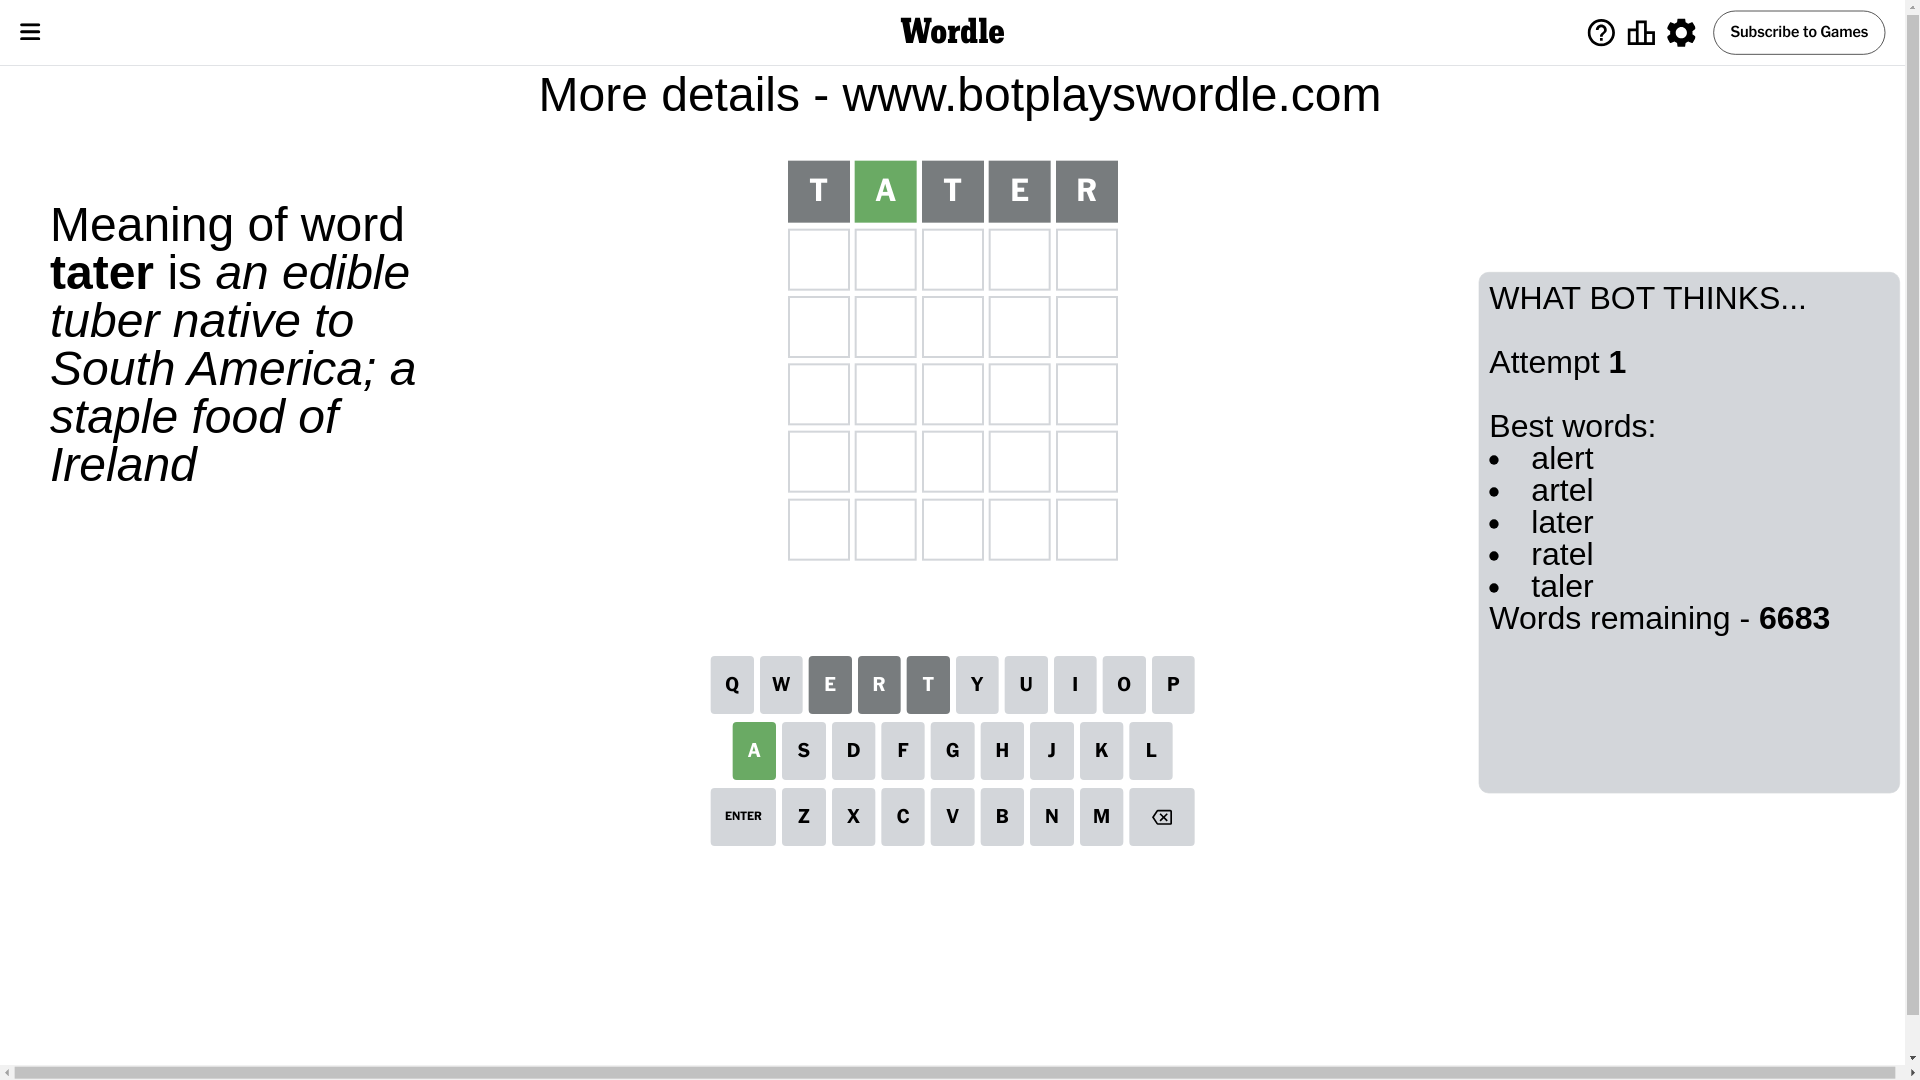 Wordle
Subscribe to Games
More details - www.botplayswordle.com
Meaning of word
tater is an edible
tuber native to
South America; a
staple food of
Ireland
T A T E R
WHAT BOT THINKS...
Attempt 1
Best words:
• alert
• artel
• later
• ratel
• taler
Words remaining - 6683
Q W E R T Y U I O P
A S D F G H J K L
ENTER Z X C V B N M